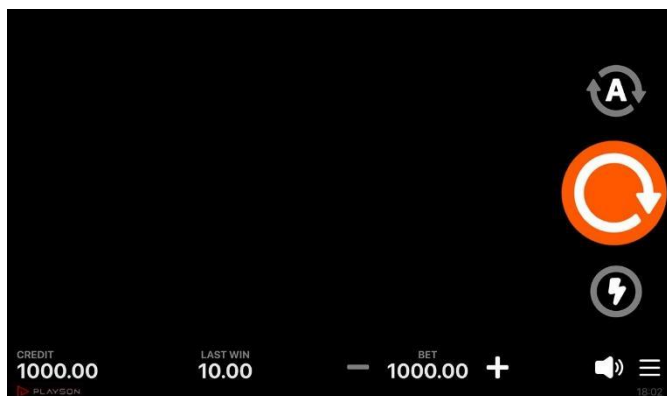 A
CREDIT
1000.00
LAST WIN
10.00
BET
1000.00
PLAYSON
18:02